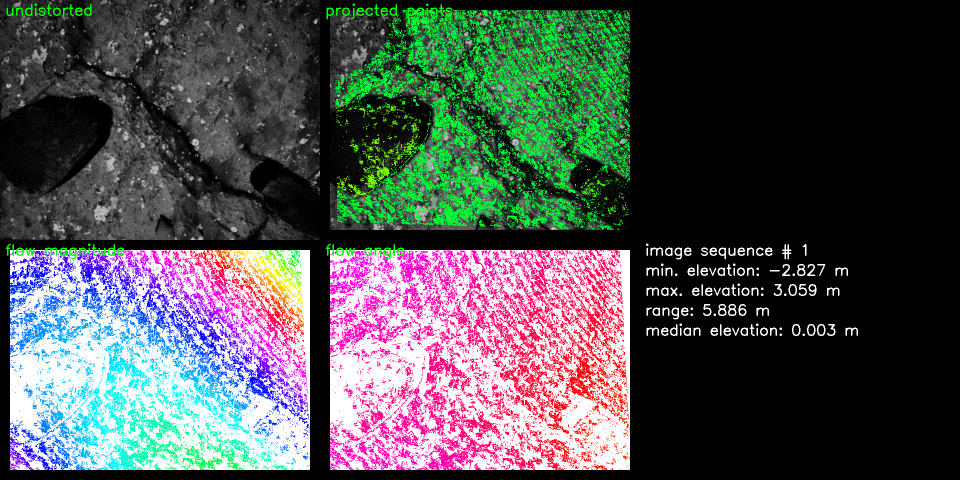 undistorted
projected points
flow magnitude
flow angle
image sequence # 1
min. elevation: −2.827 m
max. elevation: 3.059 m
range: 5.886 m
median elevation: 0.003 m